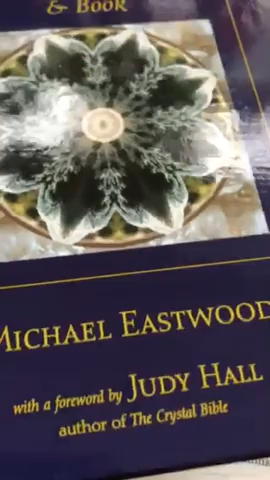 & Book
Michael Eastwood
with a foreword by Judy Hall
author of The Crystal Bible